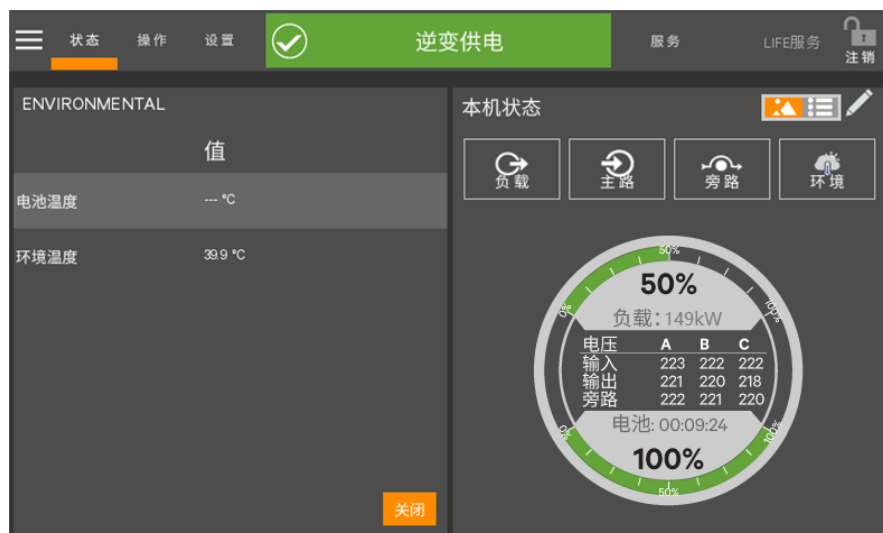 状态 操作 设置 逆变供电 服务 LIFE服务 注销
ENVIRONMENTAL
值
电池温度 --- °C
环境温度 39.9 °C
关闭
本机状态
负载 主路 旁路 环境
50%
0% 100%
50%
负载：149kW
电压 A B C
输入 223 222 222
输出 221 220 218
旁路 222 221 220
电池: 00:09:24
100%
0% 100%
50%